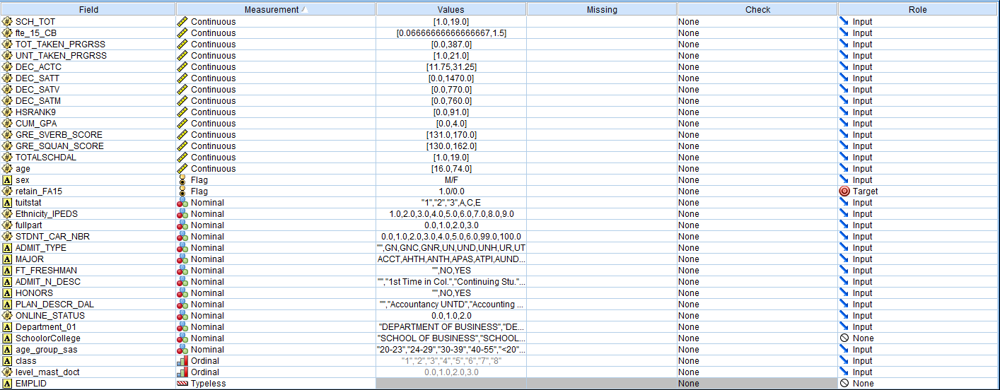 Field Measurement Values Missing Check Role
SCH_TOT Continuous [1.0,19.0] None Input
fte_15_CB Continuous [0.06666666666666667,1.5] None Input
TOT_TAKEN_PRGRSS Continuous [0.0,387.0] None Input
UNT_TAKEN_PRGRSS Continuous [1.0,21.0] None Input
DEC_ACTC Continuous [11.75,31.25] None Input
DEC_SATT Continuous [0.0,1470.0] None Input
DEC_SATV Continuous [0.0,770.0] None Input
DEC_SATM Continuous [0.0,760.0] None Input
HSRANK9 Continuous [0.0,91.0] None Input
CUM_GPA Continuous [0.0,4.0] None Input
GRE_SVERB_SCORE Continuous [131.0,170.0] None Input
GRE_SQUAN_SCORE Continuous [130.0,162.0] None Input
TOTALSCHDAL Continuous [1.0,19.0] None Input
age Continuous [16.0,74.0] None Input
A sex Flag M/F None Input
retain_FA15 Flag 1.0/0.0 None Target
A tuitstat Nominal "1","2","3",A,C,E None Input
Ethnicity_IPEDS Nominal 1.0,2.0,3.0,4.0,5.0,6.0,7.0,8.0,9.0 None Input
fullpart Nominal 0.0,1.0,2.0,3.0 None Input
STDNT_CAR_NBR Nominal 0.0,1.0,2.0,3.0,4.0,5.0,6.0,99.0,100.0 None Input
A ADMIT_TYPE Nominal "",GN,GNC,GNR,UN,UND,UNH,UR,UT None Input
A MAJOR Nominal ACCT,AHTH,ANTH,APAS,ATPI,AUND... None Input
A FT_FRESHMAN Nominal "",NO,YES None Input
A ADMIT_N_DESC Nominal "","1st Time in Col.","Continuing Stu."... None Input
A HONORS Nominal "",NO,YES None Input
A PLAN_DESCR_DAL Nominal "","Accountancy UNTD","Accounting ... None Input
ONLINE_STATUS Nominal 0.0,1.0,2.0 None Input
A Department_01 Nominal "DEPARTMENT OF BUSINESS","DE... None Input
A SchoolorCollege Nominal "SCHOOL OF BUSINESS","SCHOOL... None None
A age_group_sas Nominal "20-23","24-29","30-39","40-55","<20"... None Input
A class Ordinal "1","2","3","4","5","6","7","8" None Input
level_mast_doct Ordinal 0.0,1.0,2.0,3.0 None Input
A EMPLID Typeless None None